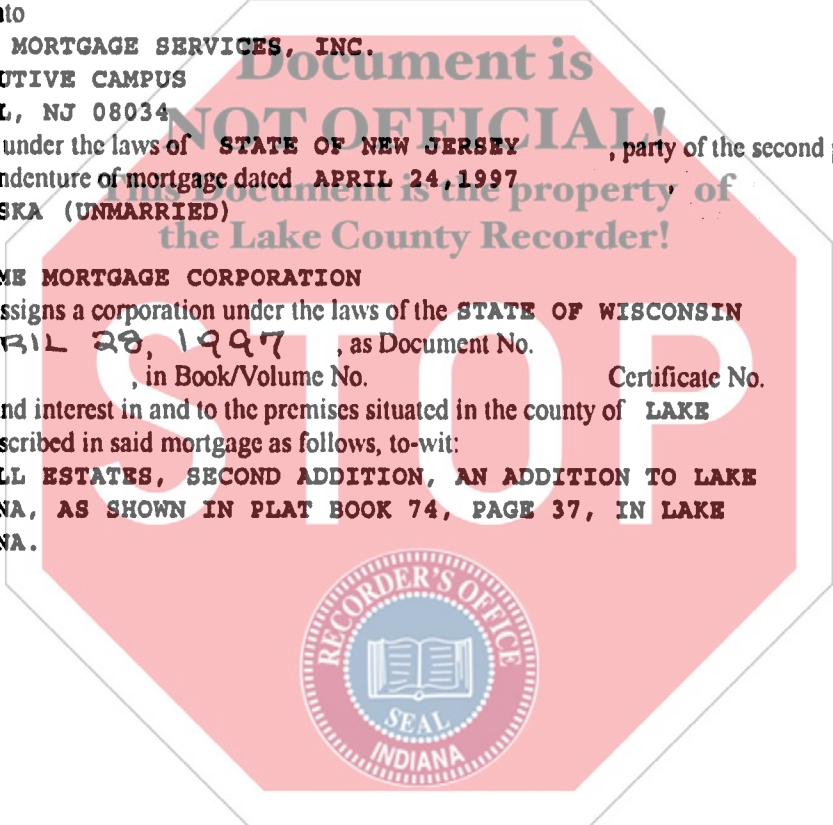 MORTGAGE SERVICES, INC.
Document is
UTIVE CAMPUS
L, NJ 08034
NOT OFFICIAL!
under the laws of STATE OF NEW JERSEY , party of the second
ndenture of mortgage dated APRIL 24,1997 ,
This Document is the property of
SKA (UNMARRIED)
the Lake County Recorder!
ME MORTGAGE CORPORATION
ssigns a corporation under the laws of the STATE OF WISCONSIN
RIL 28, 1997 , as Document No.
, in Book/Volume No. Certificate No.
nd interest in and to the premises situated in the county of LAKE
scribed in said mortgage as follows, to-wit:
LL ESTATES, SECOND ADDITION, AN ADDITION TO LAKE
NA, AS SHOWN IN PLAT BOOK 74, PAGE 37, IN LAKE
NA.
STOP
RECORDER'S OFFICE
SEAL
INDIANA